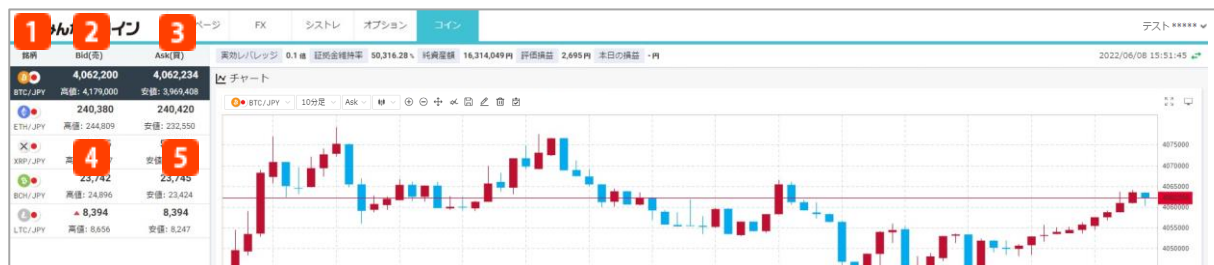 1 2 3
ページ FX シストレ オプション コイン テスト*****
銘柄 Bid(売) Ask(買)
実効レバレッジ 0.1倍 証拠金維持率 50,316.28% 純資産額 16,314,049円 評価損益 2,695円 本日の損益 -円 2022/06/08 15:51:45
4,062,200 4,062,234
BTC/JPY 高値: 4,179,000 安値: 3,969,408
チャート
BTC/JPY 10分足 Ask
240,380 240,420
ETH/JPY 高値: 244,809 安値: 232,550
XRP/JPY
4 5
23,742 23,745
BCH/JPY 高値: 24,896 安値: 23,424
▲ 8,394 8,394
LTC/JPY 高値: 8,656 安値: 8,247
4075000
4070000
4065000
4060000
4055000
4050000